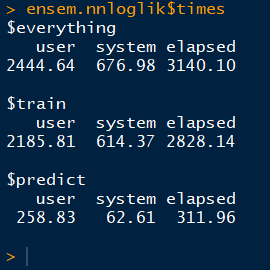 > ensem.nnloglik$times
$everything
user system elapsed
2444.64 676.98 3140.10
$train
user system elapsed
2185.81 614.37 2828.14
$predict
user system elapsed
258.83 62.61 311.96
>